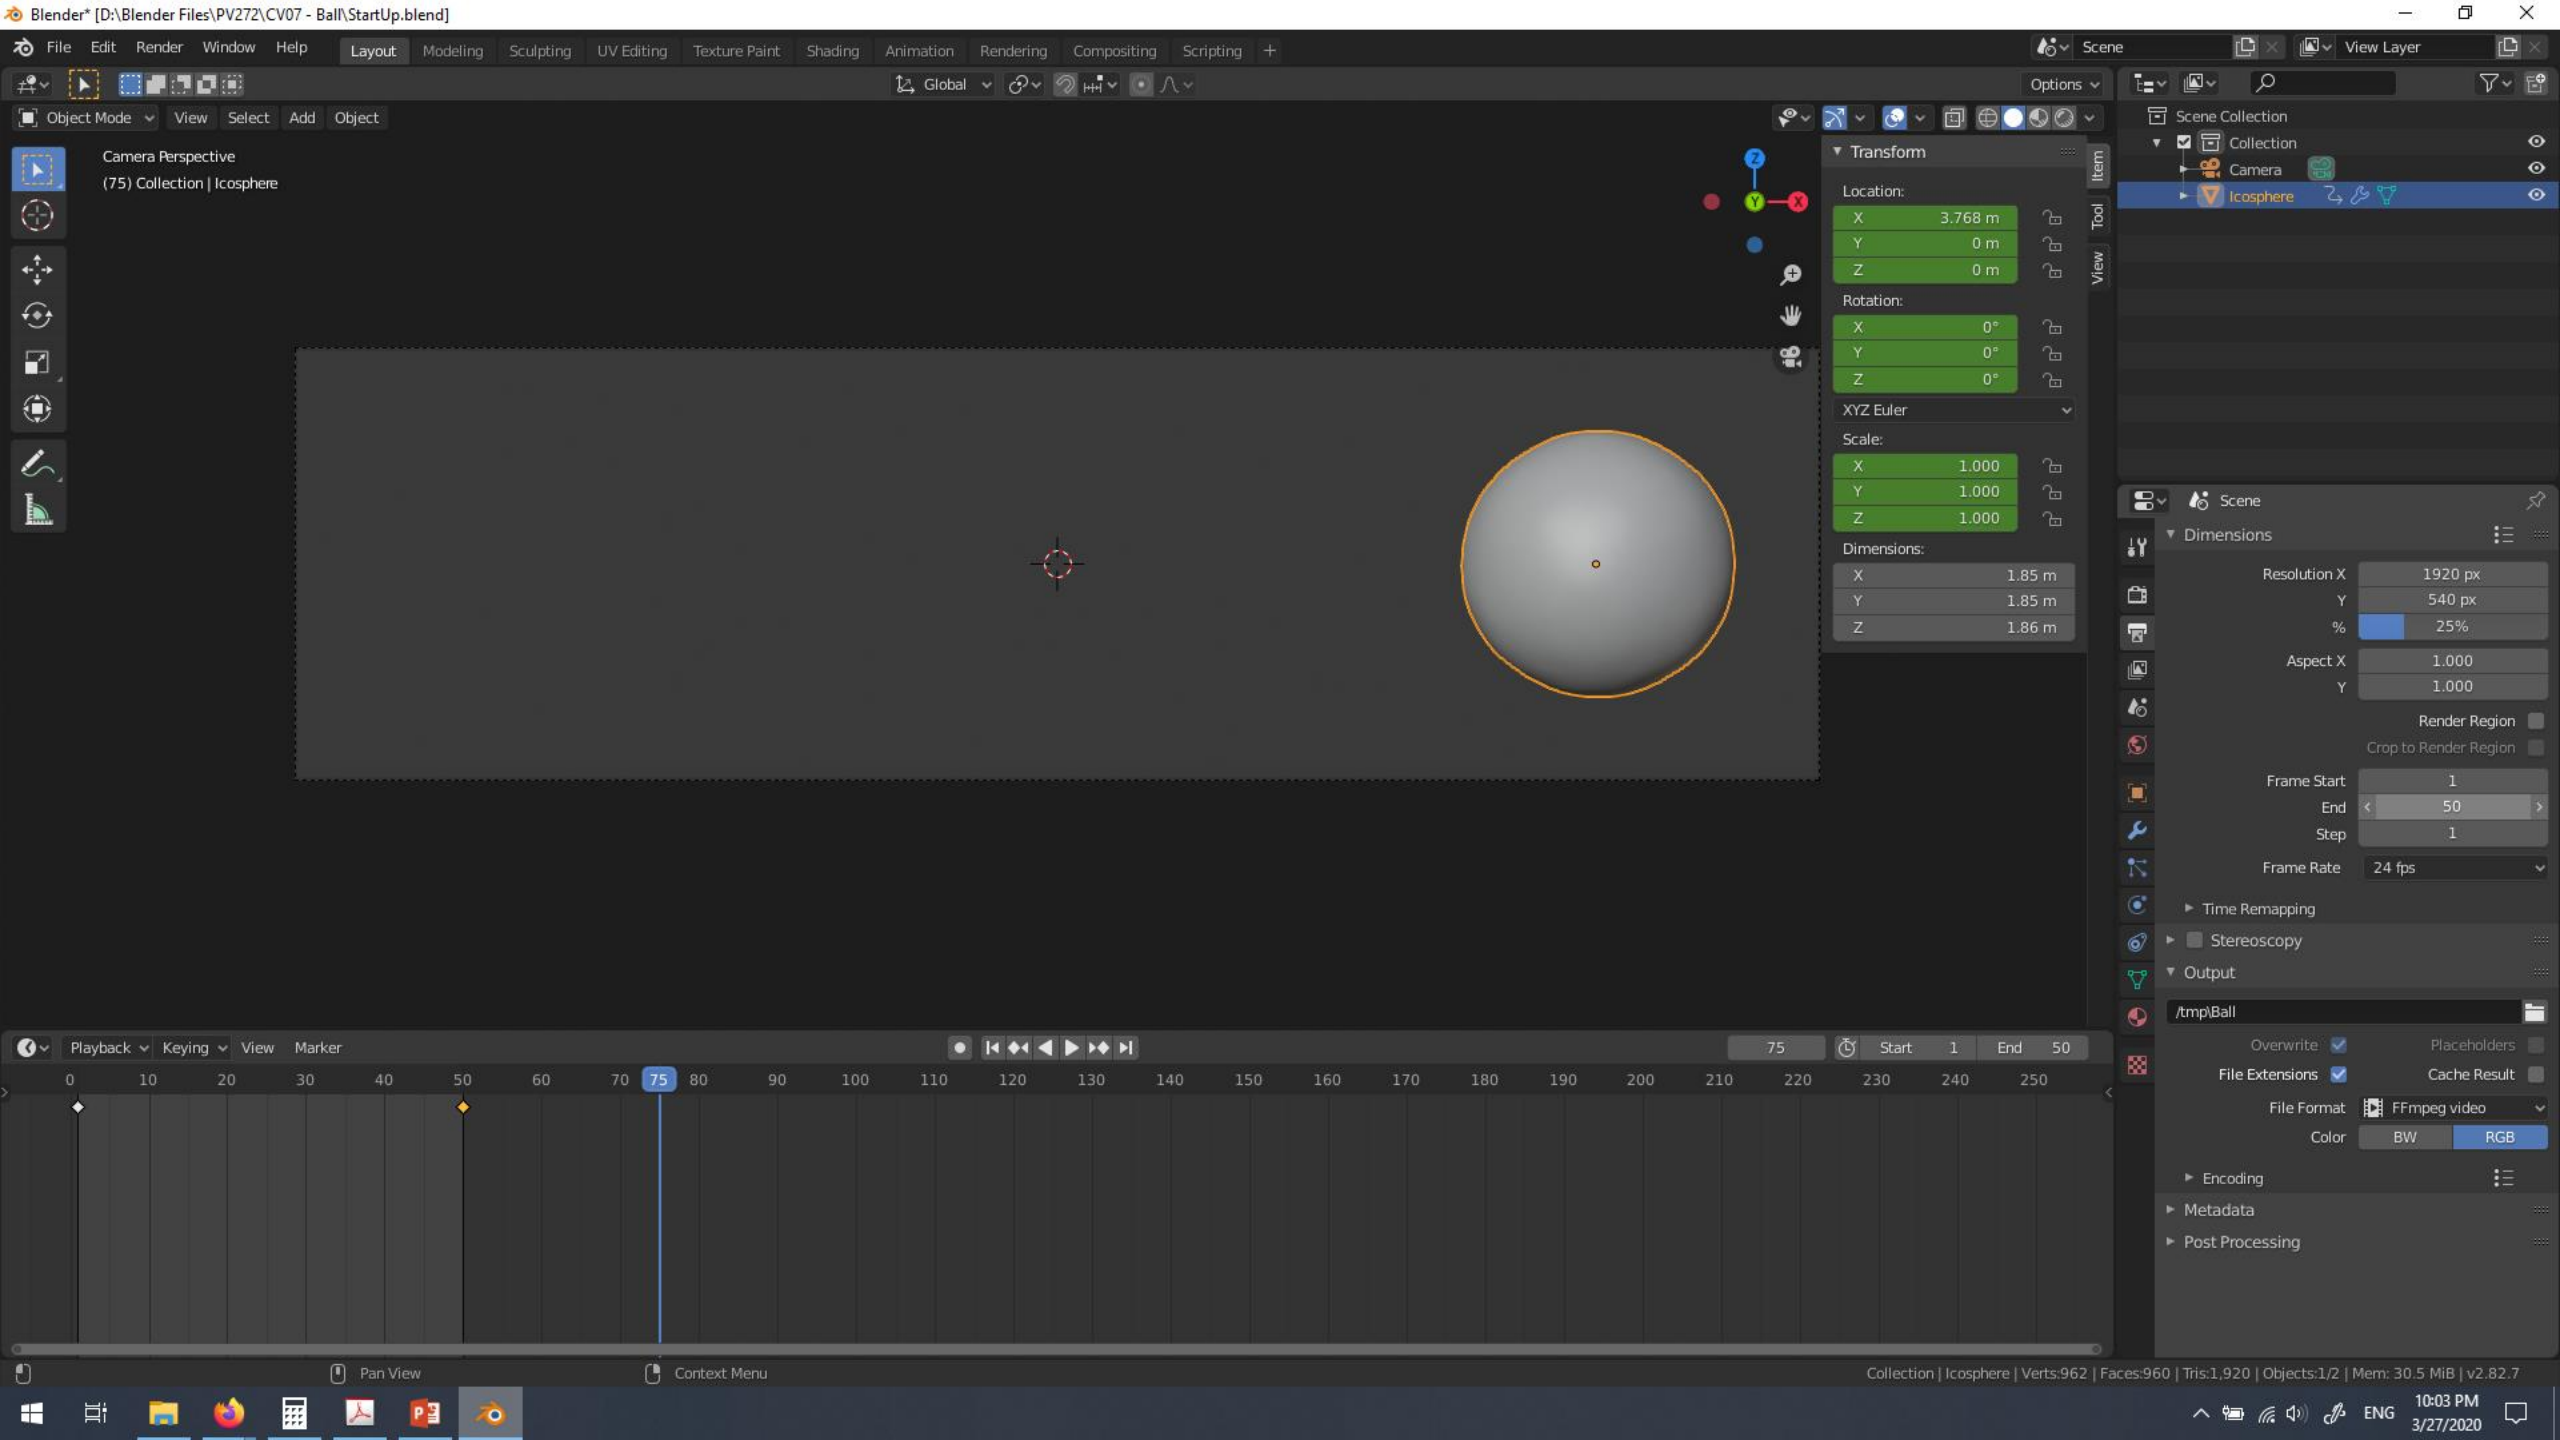 Blender* [D:\Blender Files\PV272\CV07 - Ball\StartUp.blend]
File Edit Render Window Help Layout Modeling Sculpting UV Editing Texture Paint Shading Animation Rendering Compositing Scripting + Scene View Layer
Global Options
Object Mode View Select Add Object
Camera Perspective
(75) Collection | Icosphere
Z
Y
X
Transform
Location:
X 3.768 m
Y 0 m
Z 0 m
Rotation:
X 0°
Y 0°
Z 0°
XYZ Euler
Scale:
X 1.000
Y 1.000
Z 1.000
Dimensions:
X 1.85 m
Y 1.85 m
Z 1.86 m
Item
Tool
View
Scene Collection
Collection
Camera
Icosphere
Scene
Dimensions
Resolution X 1920 px
Y 540 px
% 25%
Aspect X 1.000
Y 1.000
Render Region
Crop to Render Region
Frame Start 1
End 50
Step 1
Frame Rate 24 fps
Time Remapping
Stereoscopy
Output
/tmp\Ball
Overwrite Placeholders
File Extensions Cache Result
File Format FFmpeg video
Color BW RGB
Encoding
Metadata
Post Processing
Playback Keying View Marker 75 Start 1 End 50
0 10 20 30 40 50 60 70 75 80 90 100 110 120 130 140 150 160 170 180 190 200 210 220 230 240 250
Pan View Context Menu Collection | Icosphere | Verts:962 | Faces:960 | Tris:1,920 | Objects:1/2 | Mem: 30.5 MiB | v2.82.7
ENG 10:03 PM
3/27/2020